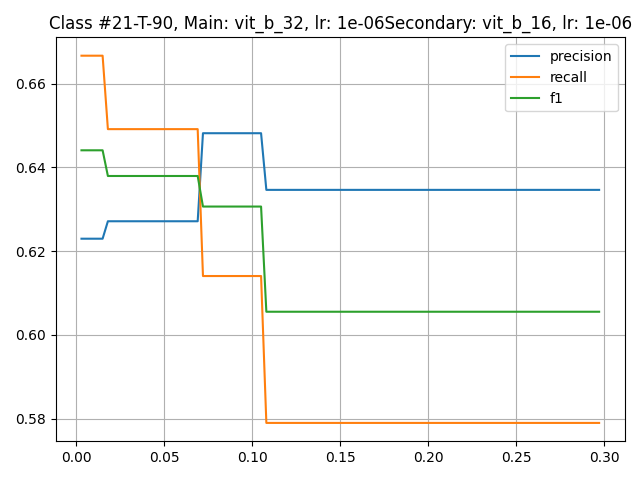 Class #21-T-90, Main: vit_b_32, lr: 1e-06Secondary: vit_b_16, lr: 1e-06
precision
recall
f1
0.66
0.64
0.62
0.60
0.58
0.00 0.05 0.10 0.15 0.20 0.25 0.30